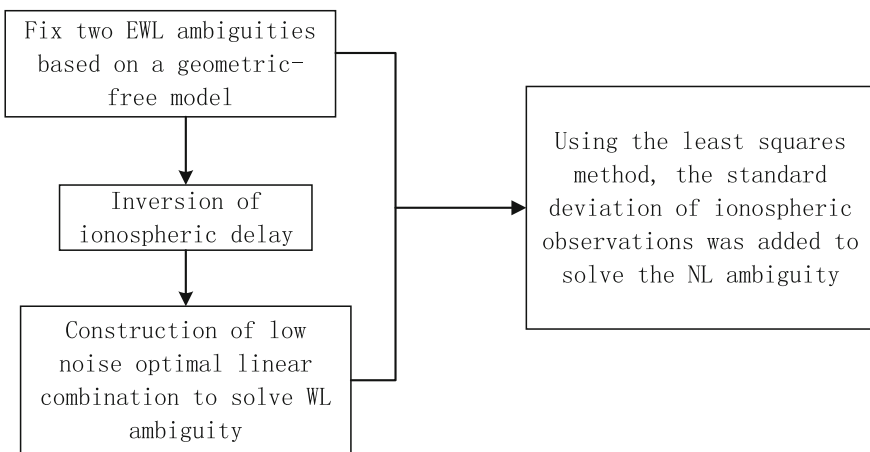 Fix two EWL ambiguities
based on a geometric-
free model
Inversion of
ionospheric delay
Construction of low
noise optimal linear
combination to solve WL
ambiguity
Using the least squares
method, the standard
deviation of ionospheric
observations was added to
solve the NL ambiguity